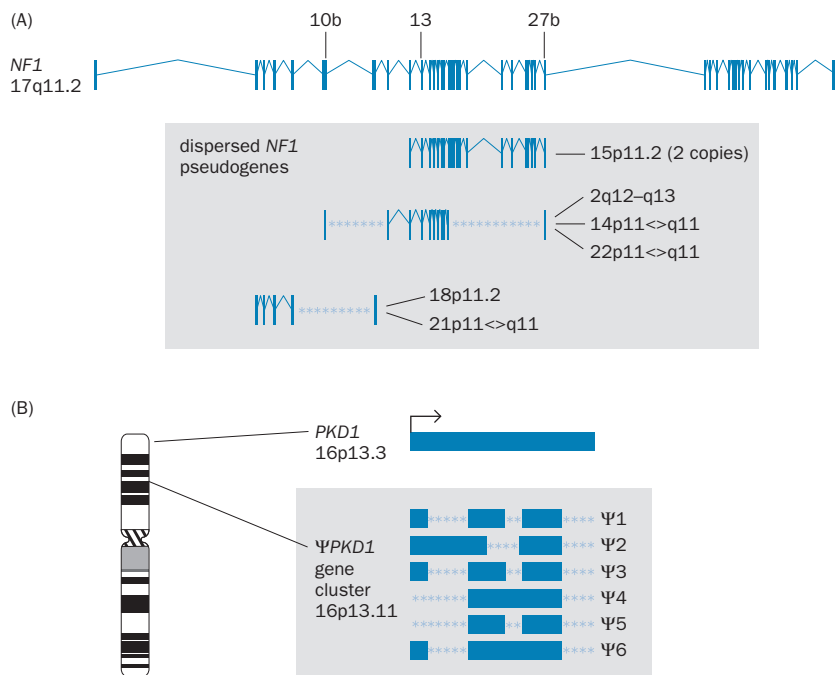 (A)
10b 13 27b
NF1
17q11.2
dispersed NF1
pseudogenes
15p11.2 (2 copies)
2q12–q13
14p11<>q11
22p11<>q11
18p11.2
21p11<>q11
(B)
PKD1
16p13.3
ΨPKD1
gene
cluster
16p13.11
***** ** **** Ψ1
**** **** Ψ2
***** ** **** Ψ3
****** **** Ψ4
****** ** **** Ψ5
***** **** Ψ6